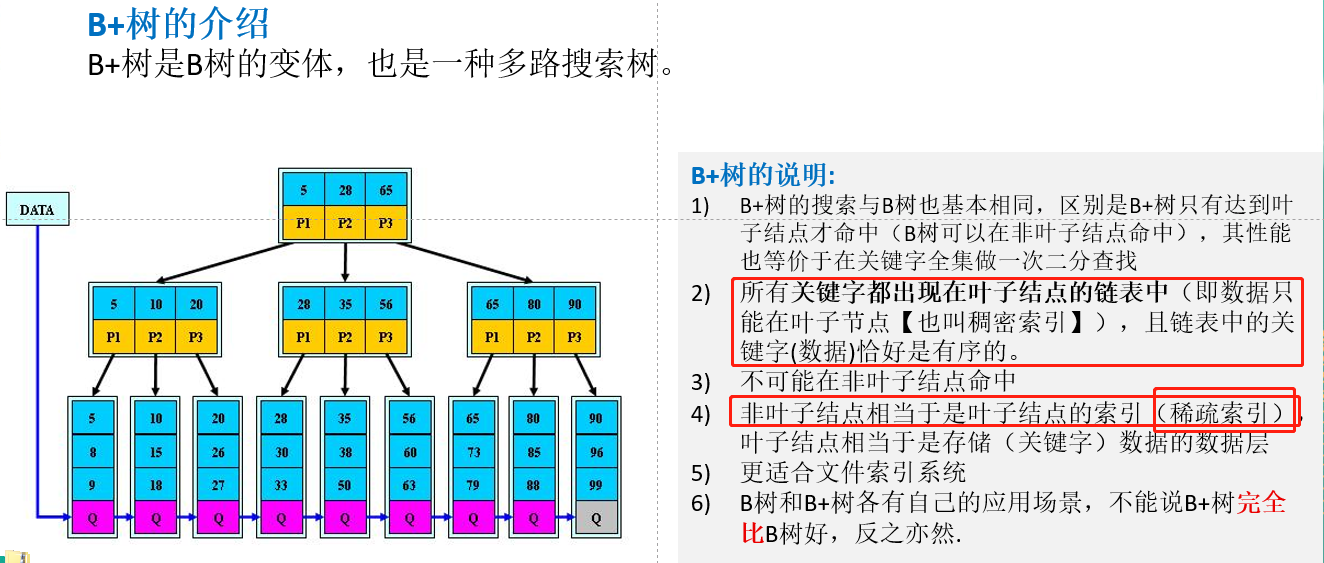 B+树的介绍
B+树是B树的变体，也是一种多路搜索树。
DATA
5 28 65
P1 P2 P3
5 10 20
P1 P2 P3
28 35 56
P1 P2 P3
65 80 90
P1 P2 P3
5 10 20 28 35 56 65 80 90
8 15 26 30 38 60 73 85 96
9 18 27 33 50 63 79 88 99
Q Q Q Q Q Q Q Q Q
B+树的说明:
1) B+树的搜索与B树也基本相同，区别是B+树只有达到叶
子结点才命中（B树可以在非叶子结点命中），其性能
也等价于在关键字全集做一次二分查找
2) 所有关键字都出现在叶子结点的链表中（即数据只
能在叶子节点【也叫稠密索引】），且链表中的关
键字(数据)恰好是有序的。
3) 不可能在非叶子结点命中
4) 非叶子结点相当于是叶子结点的索引（稀疏索引），
叶子结点相当于是存储（关键字）数据的数据层
5) 更适合文件索引系统
6) B树和B+树各有自己的应用场景，不能说B+树完全
比B树好，反之亦然.